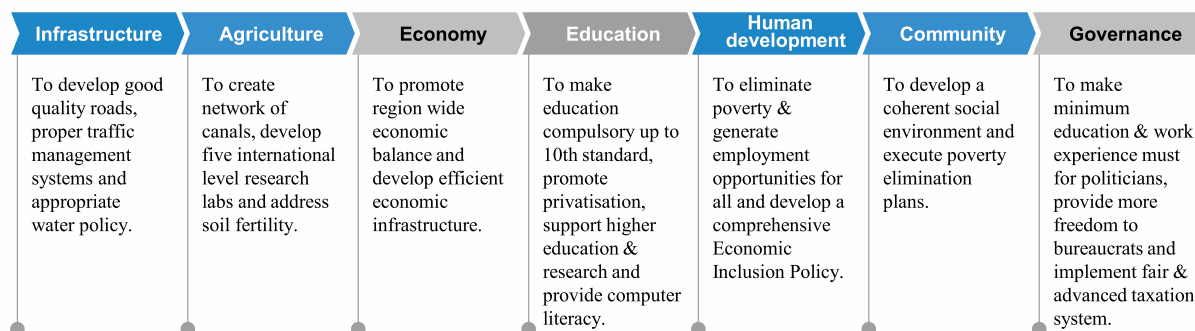 Infrastructure
To develop good
quality roads,
proper traffic
management
systems and
appropriate
water policy.
Agriculture
To create
network of
canals, develop
five international
level research
labs and address
soil fertility.
Economy
To promote
region wide
economic
balance and
develop efficient
economic
infrastructure.
Education
To make
education
compulsory up to
10th standard,
promote
privatisation,
support higher
education &
research and
provide computer
literacy.
Human
development
To eliminate
poverty &
generate
employment
opportunities for
all and develop a
comprehensive
Economic
Inclusion Policy.
Community
To develop a
coherent social
environment and
execute poverty
elimination
plans.
Governance
To make
minimum
education & work
experience must
for politicians,
provide more
freedom to
bureaucrats and
implement fair &
advanced taxation
system.